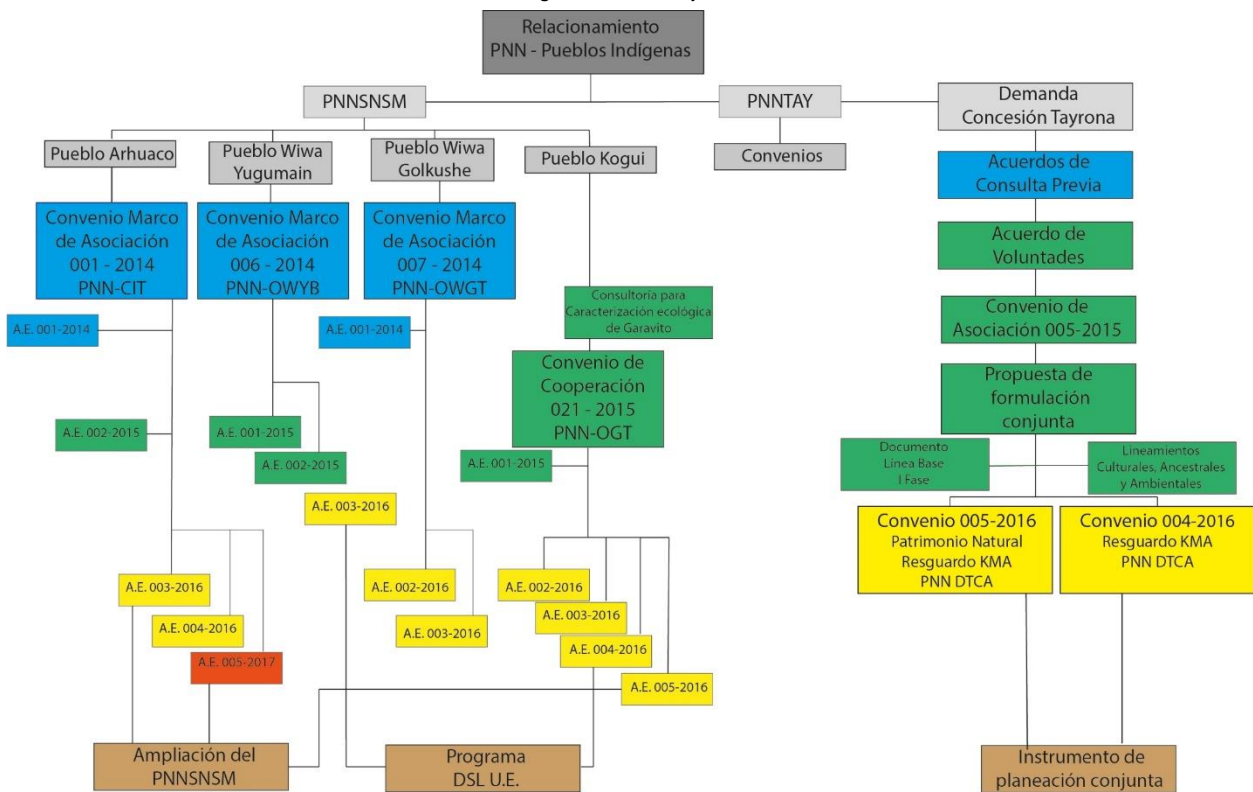 Relacionamiento
PNN - Pueblos Indígenas
PNNSNSM
PNNTAY
Demanda
Concesión Tayrona
Pueblo Arhuaco
Pueblo Wiwa
Yugumain
Pueblo Wiwa
Golkushe
Pueblo Kogui
Convenios
Acuerdos de
Consulta Previa
Convenio Marco
de Asociación
001 - 2014
PNN-CIT
Convenio Marco
de Asociación
006 - 2014
PNN-OWYB
Convenio Marco
de Asociación
007 - 2014
PNN-OWGT
Acuerdo de
Voluntades
Consultoría para
Caracterización ecológica
de Garavito
Convenio de
Asociación 005-2015
A.E. 001-2014
A.E. 001-2014
Convenio de
Cooperación
021 - 2015
PNN-OGT
Propuesta de
formulación
conjunta
A.E. 002-2015
A.E. 001-2015
A.E. 002-2015
A.E. 001-2015
Documento
Línea Base
I Fase
Lineamientos
Culturales, Ancestrales
y Ambientales
A.E. 003-2016
Convenio 005-2016
Patrimonio Natural
Resguardo KMA
PNN DTCA
Convenio 004-2016
Resguardo KMA
PNN DTCA
A.E. 003-2016
A.E. 004-2016
A.E. 005-2017
A.E. 002-2016
A.E. 003-2016
A.E. 002-2016
A.E. 003-2016
A.E. 004-2016
A.E. 005-2016
Ampliación del
PNNSNSM
Programa
DSL U.E.
Instrumento de
planeación conjunta